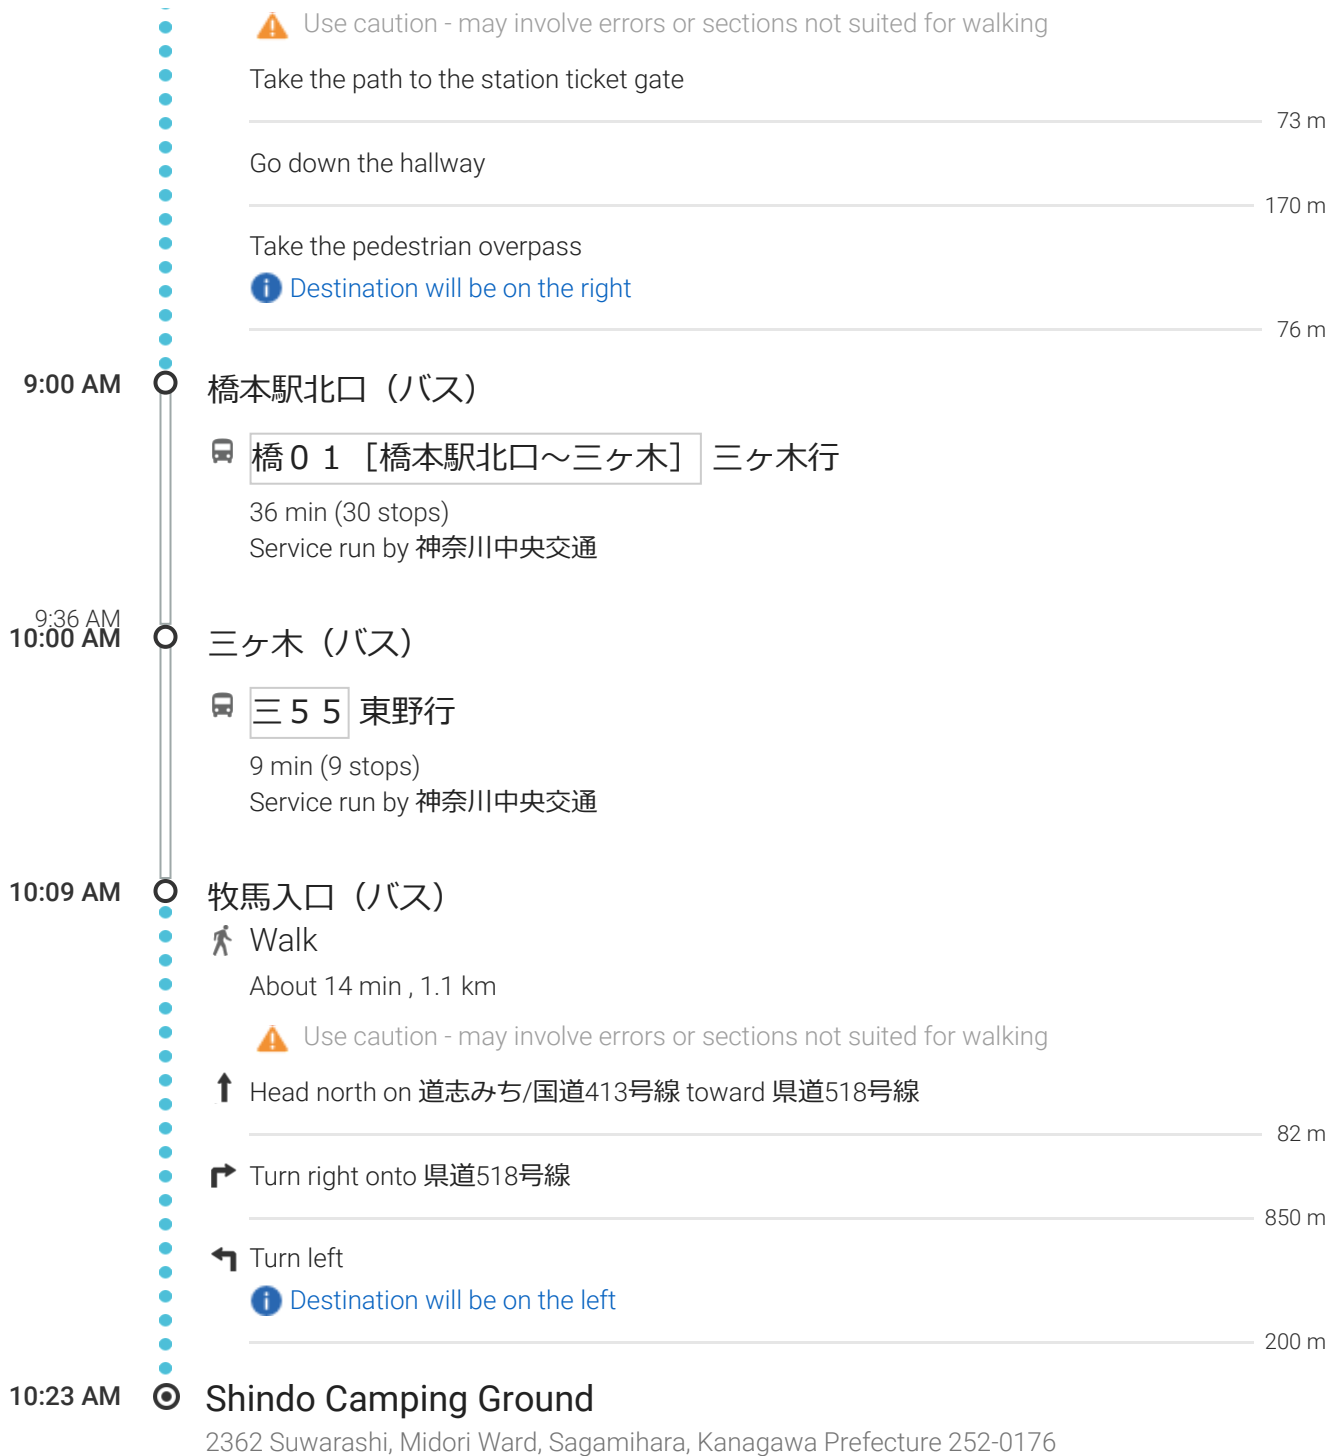 Use caution - may involve errors or sections not suited for walking
Take the path to the station ticket gate
73 m
Go down the hallway
170 m
Take the pedestrian overpass
Destination will be on the right
76 m
9:00 AM 橋本駅北口（バス）
橋０１［橋本駅北口〜三ヶ木］ 三ヶ木行
36 min (30 stops)
Service run by 神奈川中央交通
9:36 AM
10:00 AM 三ヶ木（バス）
三５５ 東野行
9 min (9 stops)
Service run by 神奈川中央交通
10:09 AM 牧馬入口（バス）
Walk
About 14 min , 1.1 km
Use caution - may involve errors or sections not suited for walking
Head north on 道志みち/国道413号線 toward 県道518号線
82 m
Turn right onto 県道518号線
850 m
Turn left
Destination will be on the left
200 m
10:23 AM Shindo Camping Ground
2362 Suwarashi, Midori Ward, Sagamihara, Kanagawa Prefecture 252-0176